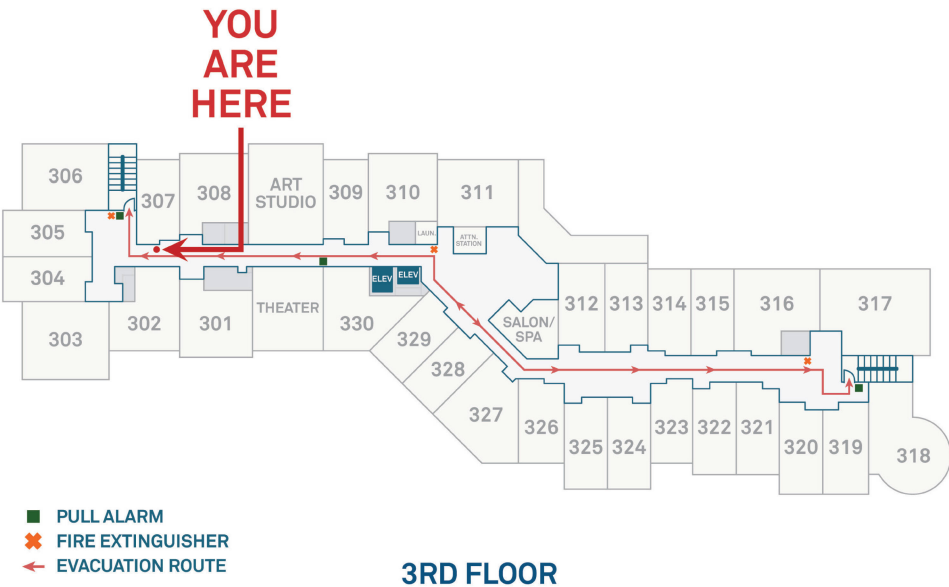 YOU
ARE
HERE
306
307
308
ART
STUDIO
309
310
311
305
LAUN.
ATTN.
STATION
304
ELEV
ELEV
303
302
301
THEATER
330
329
328
327
SALON/
SPA
312
313
314
315
316
317
326
325
324
323
322
321
320
319
318
PULL ALARM
FIRE EXTINGUISHER
EVACUATION ROUTE
3RD FLOOR